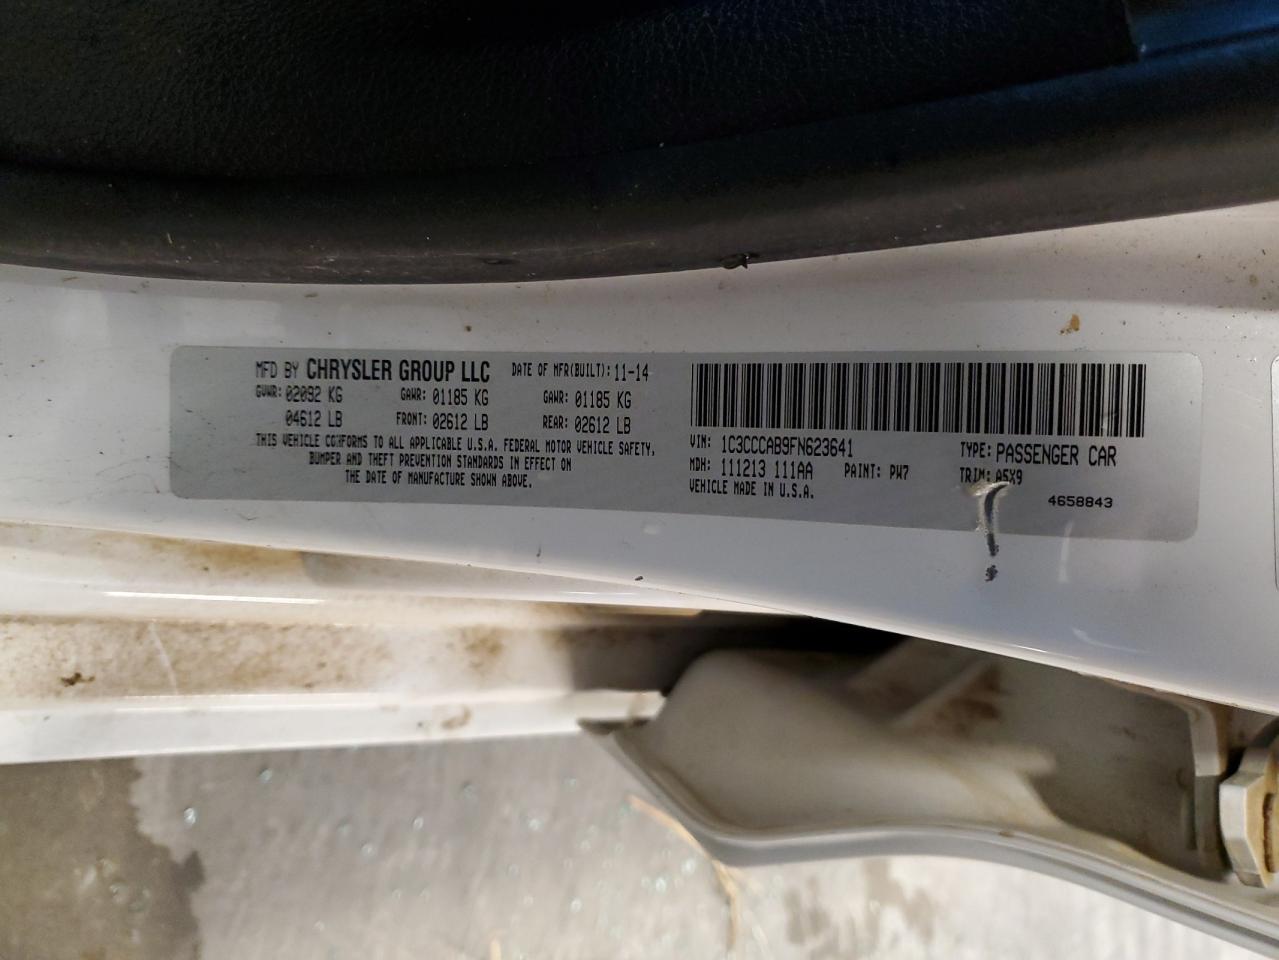 MFD BY CHRYSLER GROUP LLC DATE OF MFR(BUILT): 11-14
GVWR: 02092 KG GAWR: 01185 KG GAWR: 01185 KG
04612 LB FRONT: 02612 LB REAR: 02612 LB
THIS VEHICLE CONFORMS TO ALL APPLICABLE U.S.A. FEDERAL MOTOR VEHICLE SAFETY,
BUMPER AND THEFT PREVENTION STANDARDS IN EFFECT ON
THE DATE OF MANUFACTURE SHOWN ABOVE.
VIN: 1C3CCCAB9FN623641 TYPE: PASSENGER CAR
MDH: 111213 111AA PAINT: PW7 TRIM: A5X9
VEHICLE MADE IN U.S.A. 4658843